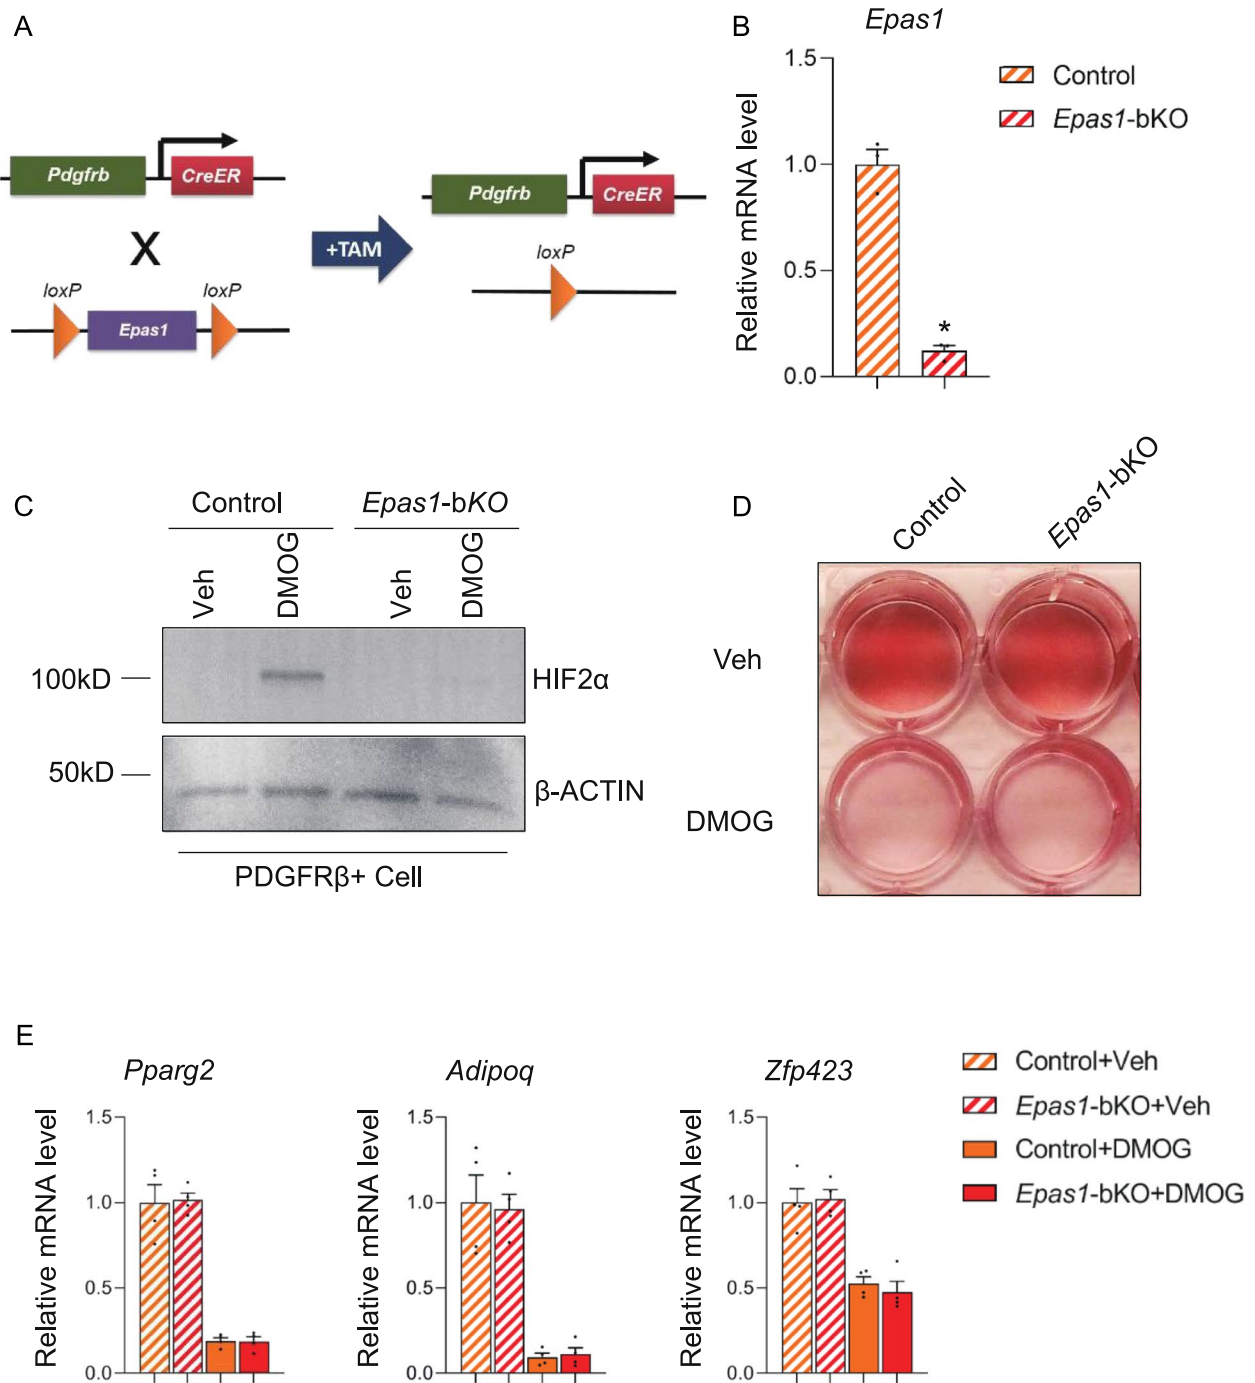 A
Pdgfrb
CreER
X
loxP
loxP
Epas1
+TAM
Pdgfrb
CreER
loxP
B
Epas1
Relative mRNA level
1.5
1.0
0.5
0.0
*
Control
Epas1-bKO
C
Control
Epas1-bKO
Veh
DMOG
Veh
DMOG
100kD
HIF2α
50kD
β-ACTIN
PDGFRβ+ Cell
D
Control
Epas1-bKO
Veh
DMOG
E
Pparg2
Relative mRNA level
1.5
1.0
0.5
0.0
Adipoq
Relative mRNA level
1.5
1.0
0.5
0.0
Zfp423
Relative mRNA level
1.5
1.0
0.5
0.0
Control+Veh
Epas1-bKO+Veh
Control+DMOG
Epas1-bKO+DMOG